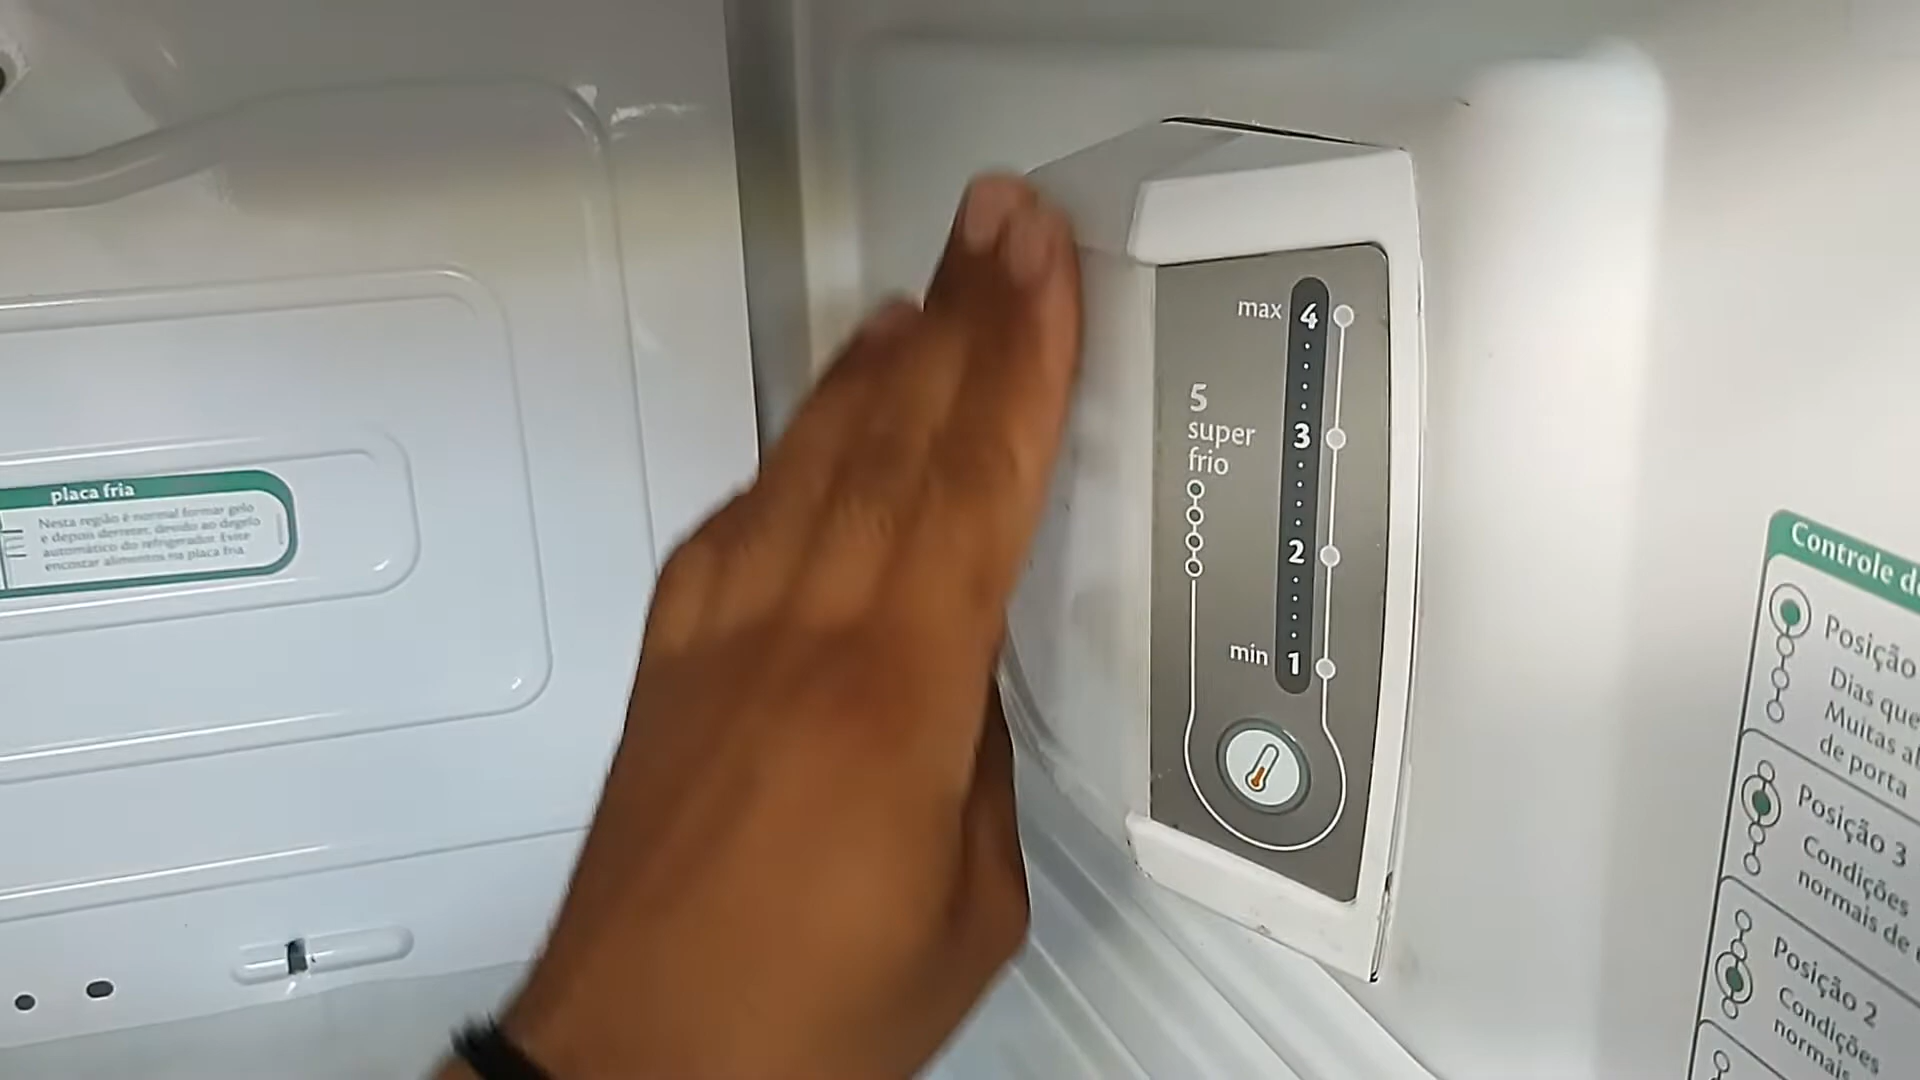 placa fria
Nesta região é normal formar gelo
e depois derreter, devido ao degelo
automático do refrigerador. Evite
encostar alimentos na placa fria.
max 4
3
2
min 1
5
super
frio
Controle d
Posição
Dias que
Muitas a
de porta
Posição 3
Condições
normais de
Posição 2
Condições
normais